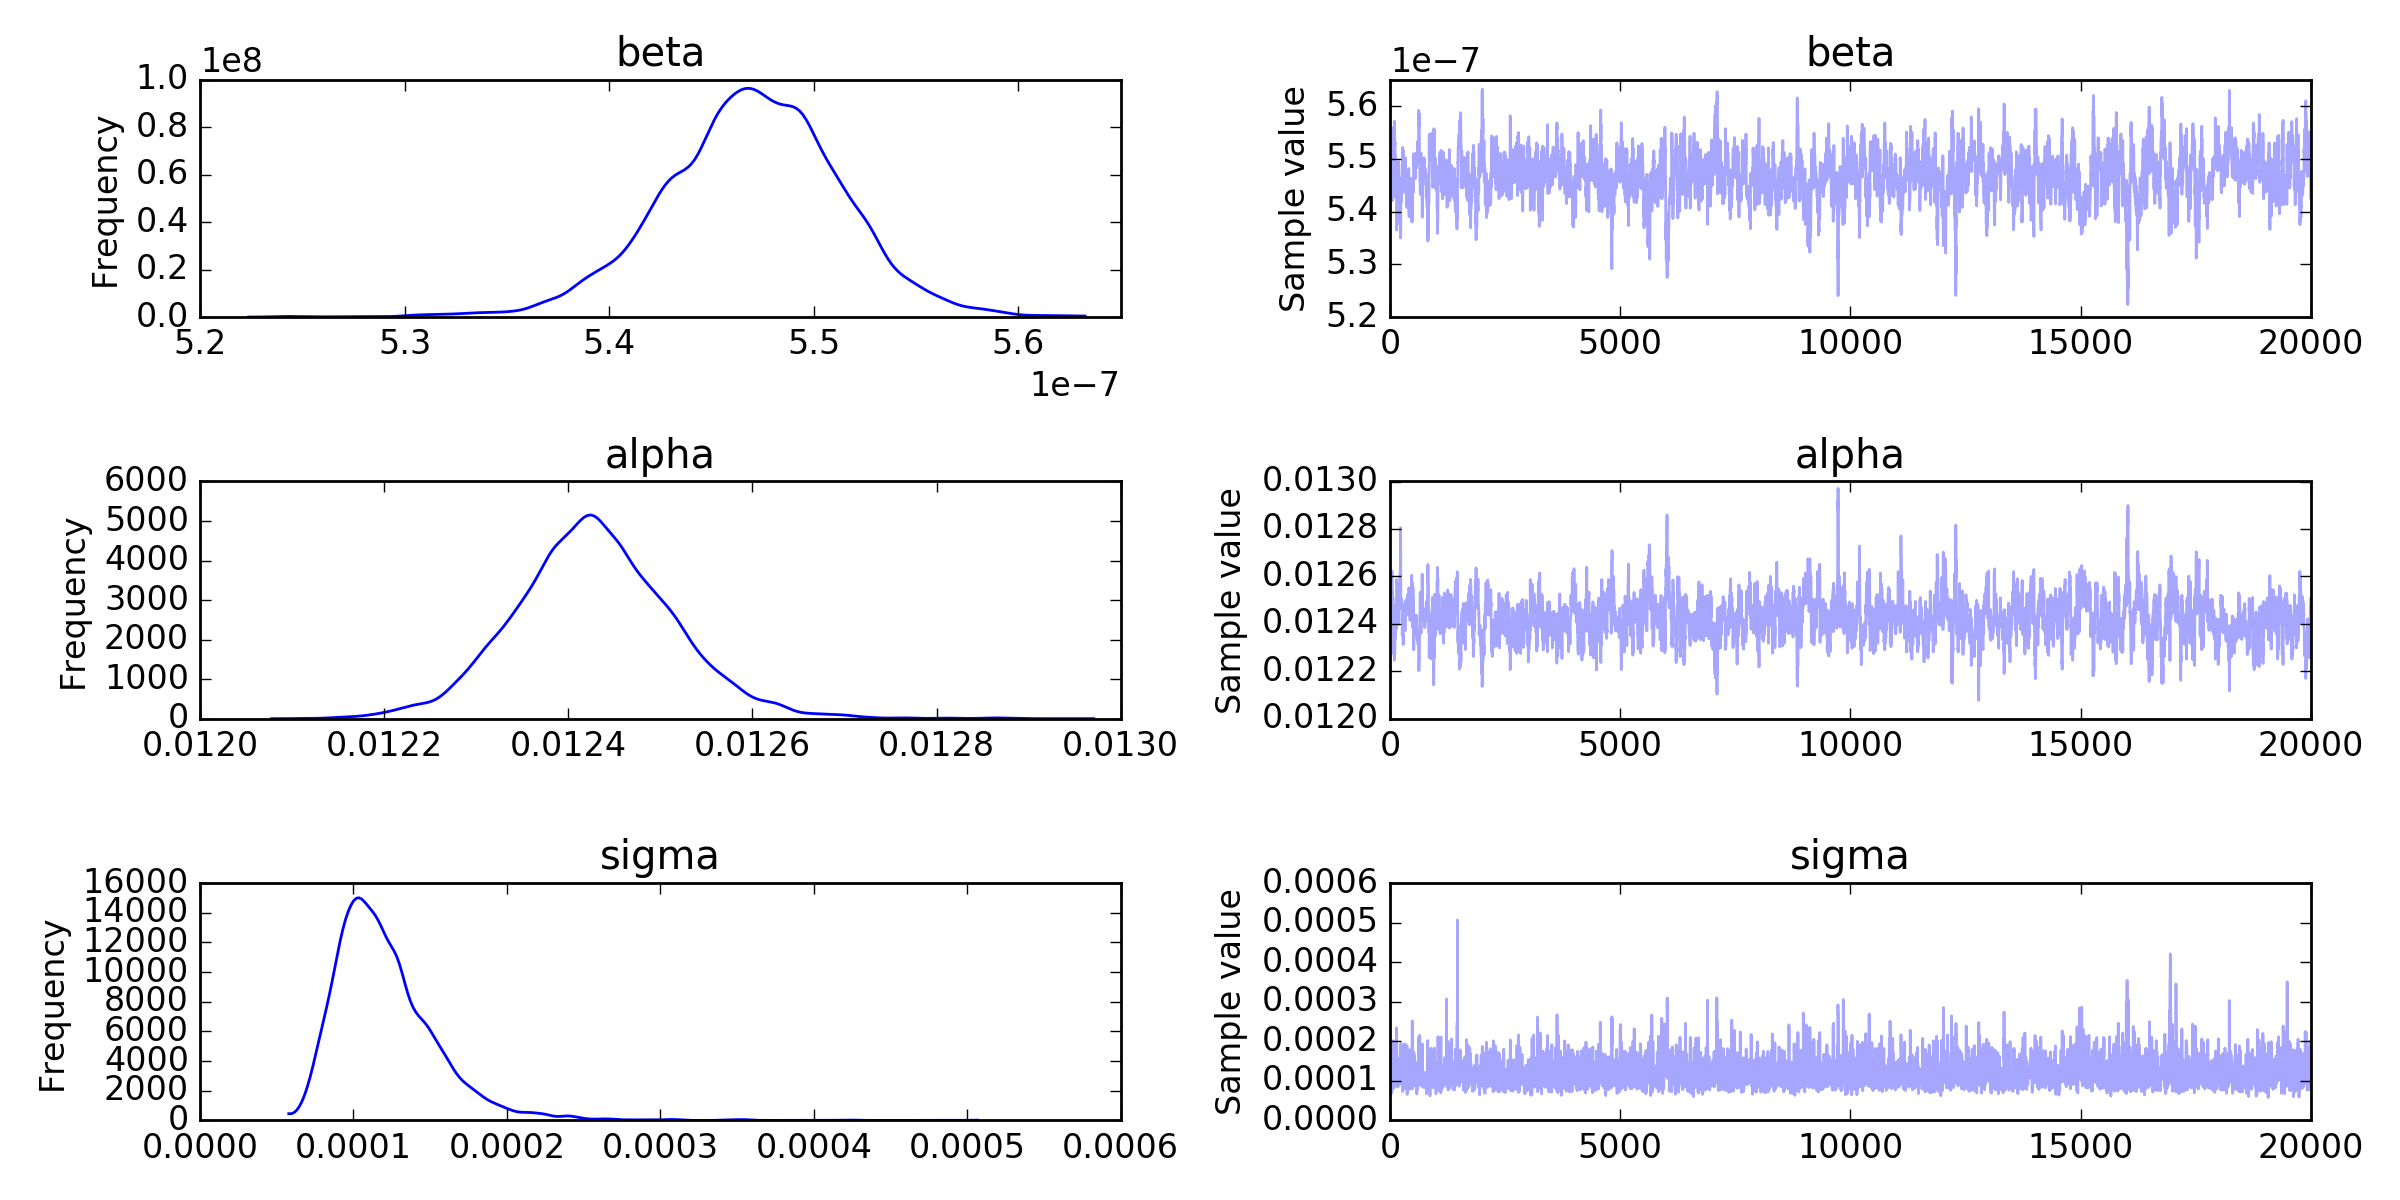 beta
1e8
Frequency
1.0
0.8
0.6
0.4
0.2
0.0
5.2 5.3 5.4 5.5 5.6
1e−7
beta
1e−7
Sample value
5.6
5.5
5.4
5.3
5.2
0 5000 10000 15000 20000
alpha
Frequency
6000
5000
4000
3000
2000
1000
0
0.0120 0.0122 0.0124 0.0126 0.0128 0.0130
alpha
Sample value
0.0130
0.0128
0.0126
0.0124
0.0122
0.0120
0 5000 10000 15000 20000
sigma
Frequency
16000
14000
12000
10000
8000
6000
4000
2000
0
0.0000 0.0001 0.0002 0.0003 0.0004 0.0005 0.0006
sigma
Sample value
0.0006
0.0005
0.0004
0.0003
0.0002
0.0001
0.0000
0 5000 10000 15000 20000